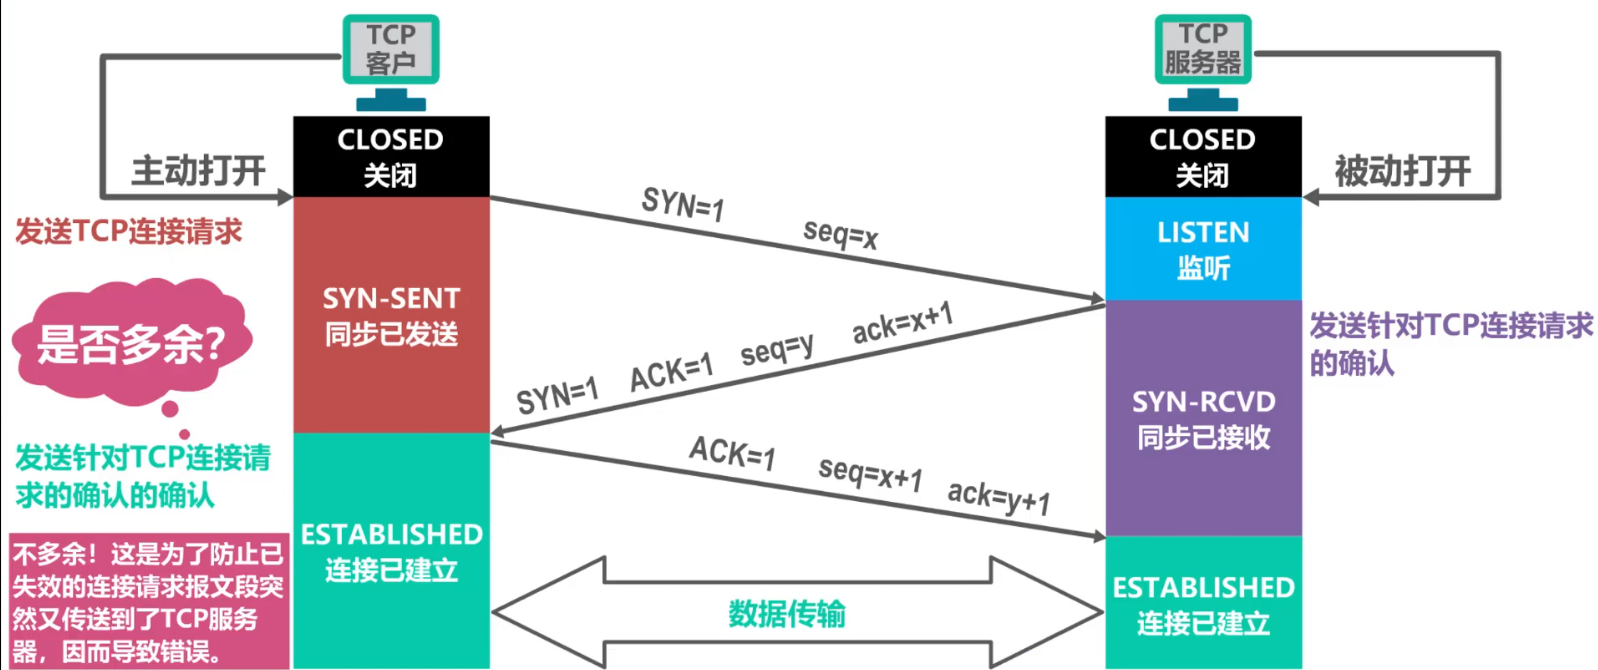 TCP
客户
TCP
服务器
CLOSED
关闭
CLOSED
关闭
主动打开
被动打开
发送TCP连接请求
SYN=1 seq=x
LISTEN
监听
SYN-SENT
同步已发送
是否多余?
SYN=1 ACK=1 seq=y ack=x+1
发送针对TCP连接请求
的确认
SYN-RCVD
同步已接收
发送针对TCP连接请
求的确认的确认
ACK=1 seq=x+1 ack=y+1
ESTABLISHED
连接已建立
不多余！这是为了防止已
失效的连接请求报文段突
然又传送到了TCP服务
器，因而导致错误。
数据传输
ESTABLISHED
连接已建立